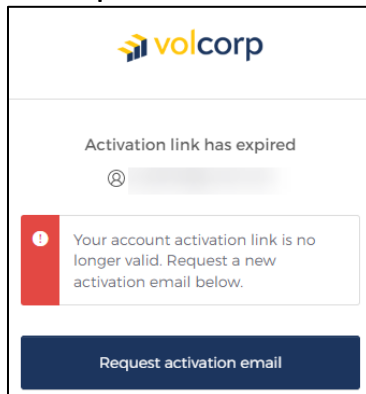 volcorp
Activation link has expired
Your account activation link is no
longer valid. Request a new
activation email below.
Request activation email